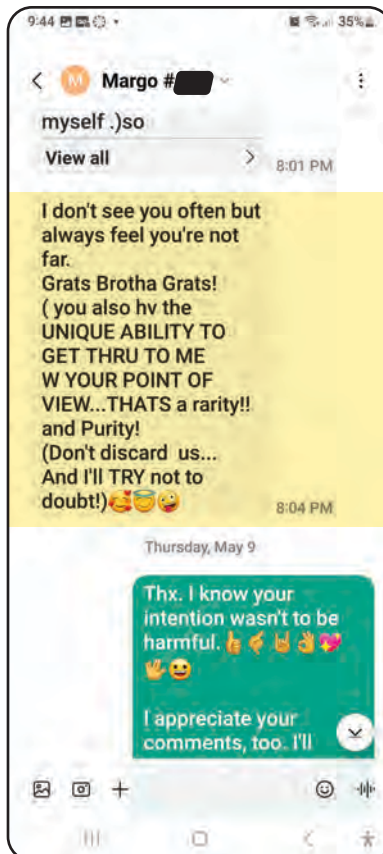 9:44
35%
M Margo #
myself .)so
View all
8:01 PM
I don't see you often but
always feel you're not
far.
Grats Brotha Grats!
( you also hv the
UNIQUE ABILITY TO
GET THRU TO ME
W YOUR POINT OF
VIEW...THATS a rarity!!
and Purity!
(Don't discard us...
And I'll TRY not to
doubt!)🥰😇🤪
8:04 PM
Thursday, May 9
Thx. I know your
intention wasn't to be
harmful.
😀
I appreciate your
comments, too. I'll